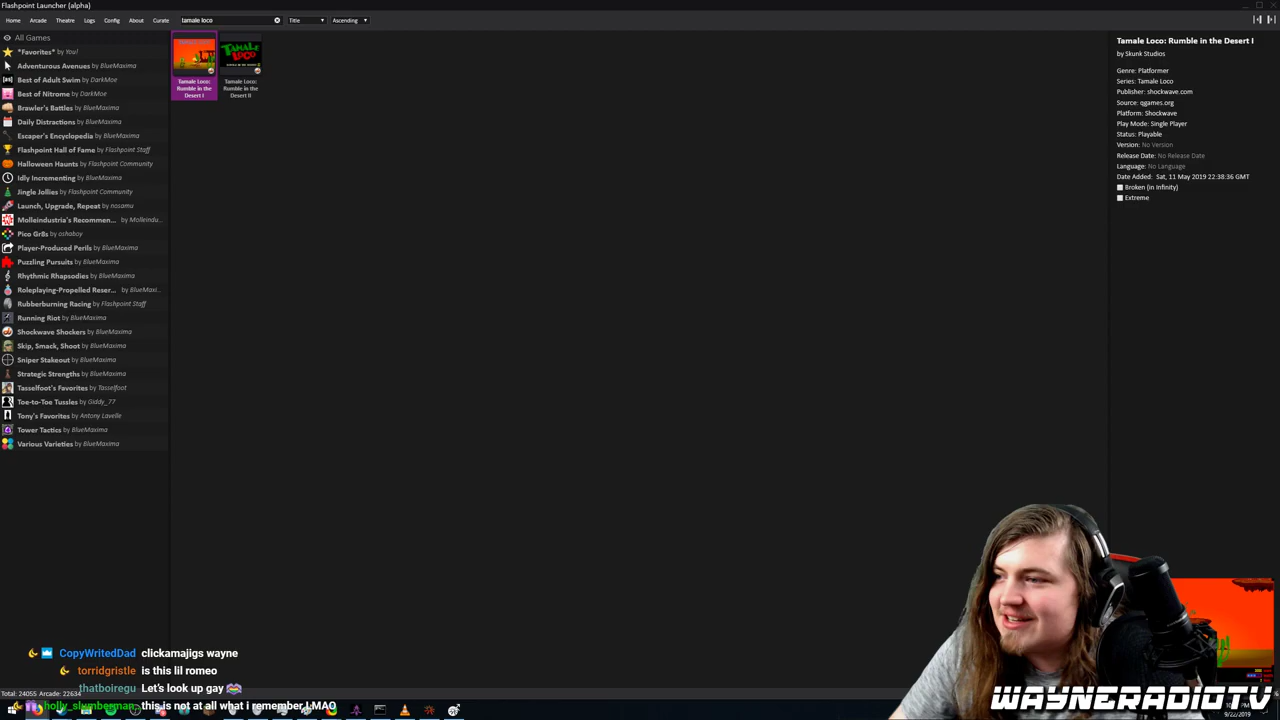 Flashpoint Launcher (alpha)
Home Arcade Theatre Logs Config About Curate tamale loco Title Ascending
All Games
*Favorites* by You!
Adventurous Avenues by BlueMaxima
Best of Adult Swim by DarkMoe
Best of Nitrome by DarkMoe
Brawler's Battles by BlueMaxima
Daily Distractions by BlueMaxima
Escaper's Encyclopedia by BlueMaxima
Flashpoint Hall of Fame by Flashpoint Staff
Halloween Haunts by Flashpoint Community
Idly Incrementing by BlueMaxima
Jingle Jollies by Flashpoint Community
Launch, Upgrade, Repeat by nosamu
Molleindustria's Recommen... by Molleindu...
Pico Gr8s by oshaboy
Player-Produced Perils by BlueMaxima
Puzzling Pursuits by BlueMaxima
Rhythmic Rhapsodies by BlueMaxima
Roleplaying-Propelled Reser... by BlueMaxi...
Rubberburning Racing by Flashpoint Staff
Running Riot by BlueMaxima
Shockwave Shockers by BlueMaxima
Skip, Smack, Shoot by BlueMaxima
Sniper Stakeout by BlueMaxima
Strategic Strengths by BlueMaxima
Tasselfoot's Favorites by Tasselfoot
Toe-to-Toe Tussles by Giddy_77
Tony's Favorites by Antony Lavelle
Tower Tactics by BlueMaxima
Various Varieties by BlueMaxima
Tamale Loco:
Rumble in the
Desert I
TAMALE
LOCO
Tamale Loco:
Rumble in the
Desert II
Tamale Loco: Rumble in the Desert I
by Skunk Studios
Genre: Platformer
Series: Tamale Loco
Publisher: shockwave.com
Source: qgames.org
Platform: Shockwave
Play Mode: Single Player
Status: Playable
Version: No Version
Release Date: No Release Date
Language: No Language
Date Added: Sat, 11 May 2019 22:38:36 GMT
Broken (in Infinity)
Extreme
CopyWritedDad clickamajigs wayne
torridgristle is this lil romeo
thatboiregu Let's look up gay
Total: 24055 Arcade: 22634
holly_slumberman this is not at all what i remember LMAO
WAYNERADIOTV
9/22/2019